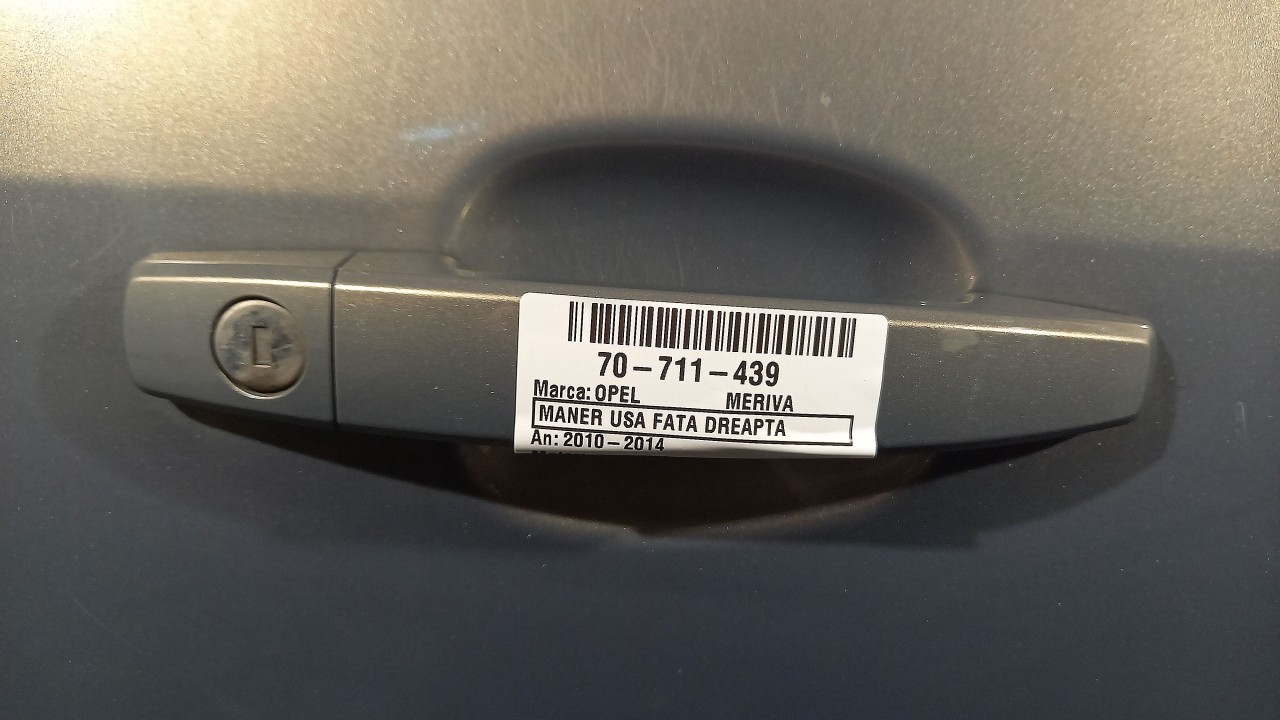 70-711-439
Marca: OPEL MERIVA
MANER USA FATA DREAPTA
An: 2010-2014